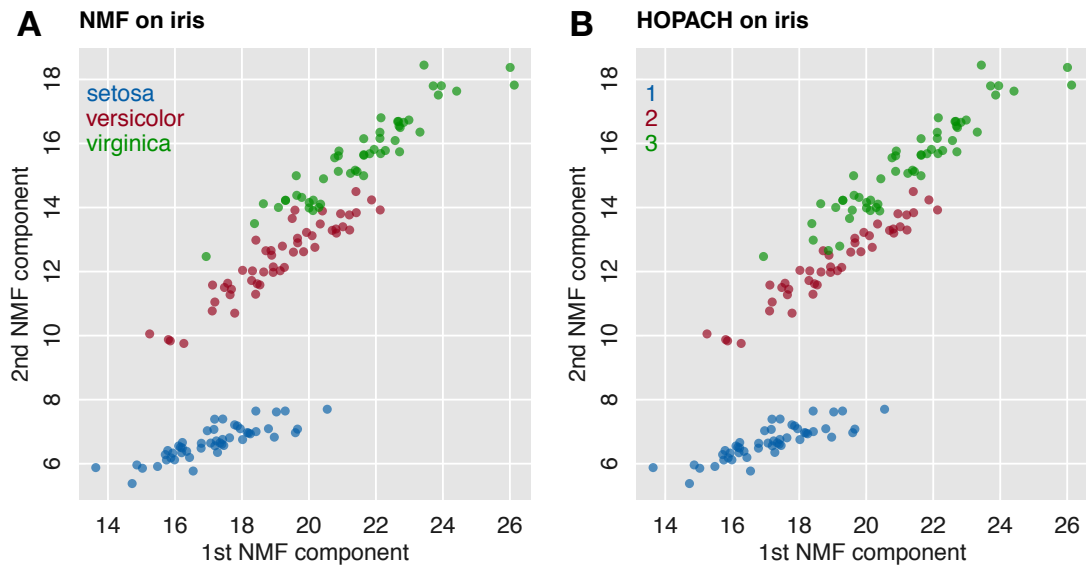 A NMF on iris
setosa
versicolor
virginica
2nd NMF component
6 8 10 12 14 16 18
14 16 18 20 22 24 26
1st NMF component
B HOPACH on iris
1
2
3
2nd NMF component
6 8 10 12 14 16 18
14 16 18 20 22 24 26
1st NMF component